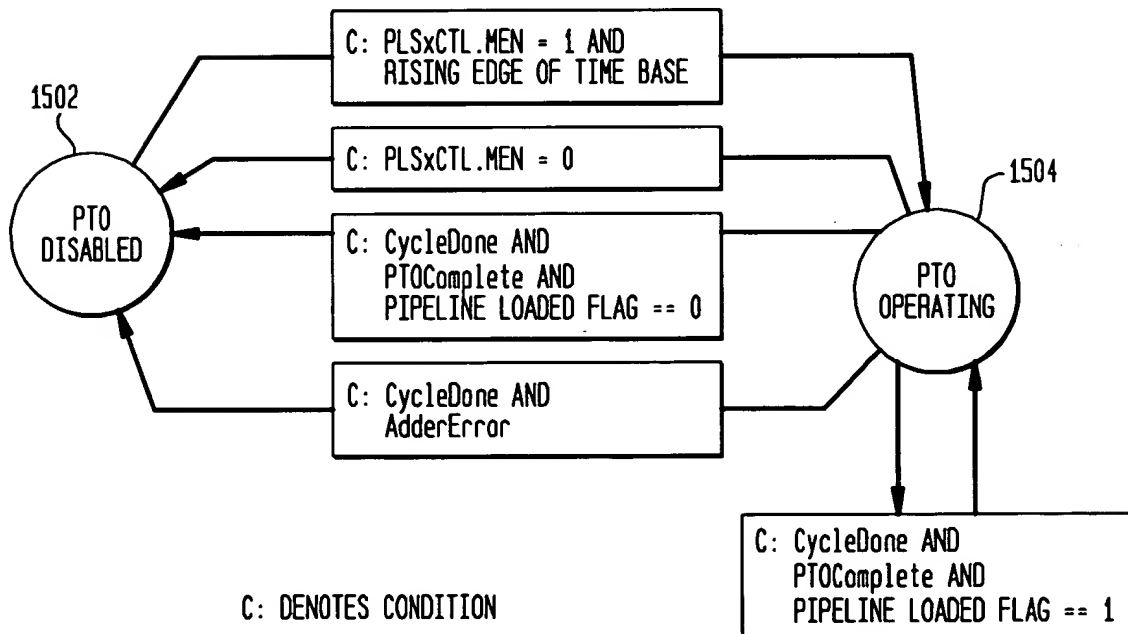 C: PLSxCTL.MEN = 1 AND
RISING EDGE OF TIME BASE
1502
C: PLSxCTL.MEN = 0
1504
PTO
DISABLED
C: CycleDone AND
PTOComplete AND
PIPELINE LOADED FLAG == 0
PTO
OPERATING
C: CycleDone AND
AdderError
C: CycleDone AND
PTOComplete AND
PIPELINE LOADED FLAG == 1
C: DENOTES CONDITION